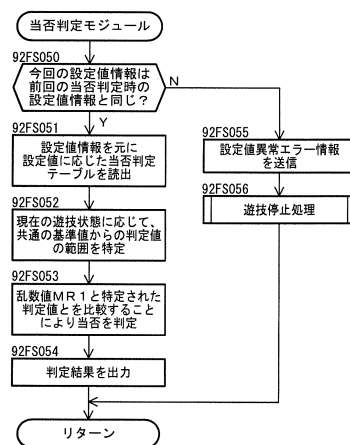 当否判定モジュール
92FS050
今回の設定値情報は
前回の当否判定時の
設定値情報と同じ？
N
Y
92FS051
設定値情報を元に
設定値に応じた当否判定
テーブルを読出
92FS055
設定値異常エラー情報
を送信
92FS056
遊技停止処理
92FS052
現在の遊技状態に応じて、
共通の基準値からの判定値
の範囲を特定
92FS053
乱数値ＭＲ１と特定された
判定値とを比較すること
により当否を判定
92FS054
判定結果を出力
リターン